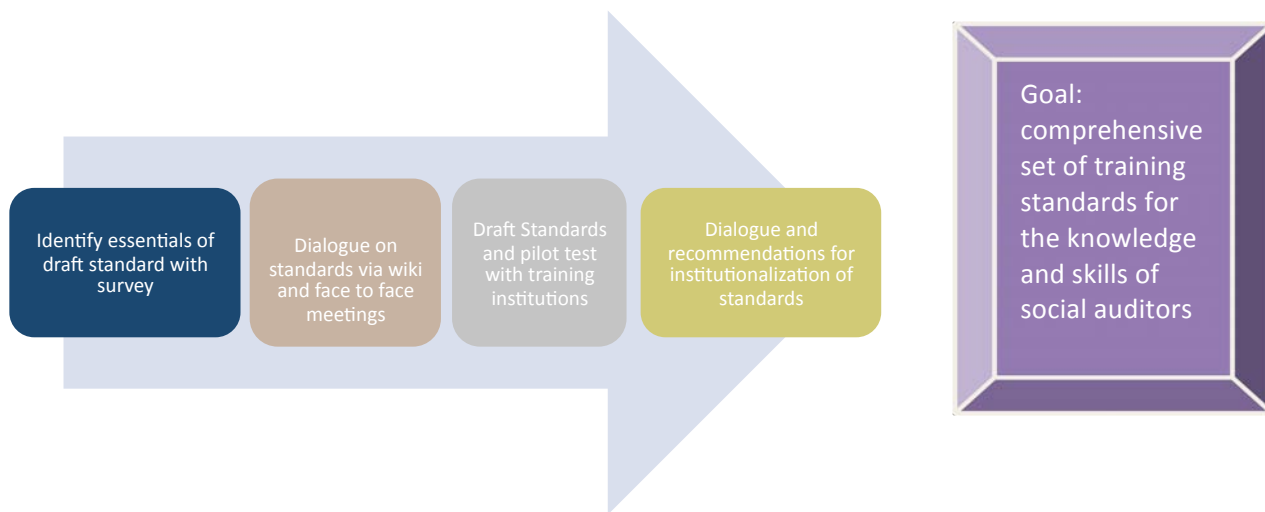 Identify essentials of
draft standard with
survey
Dialogue on
standards via wiki
and face to face
meetings
Draft Standards
and pilot test
with training
institutions
Dialogue and
recommendations for
institutionalization of
standards
Goal:
comprehensive
set of training
standards for
the knowledge
and skills of
social auditors